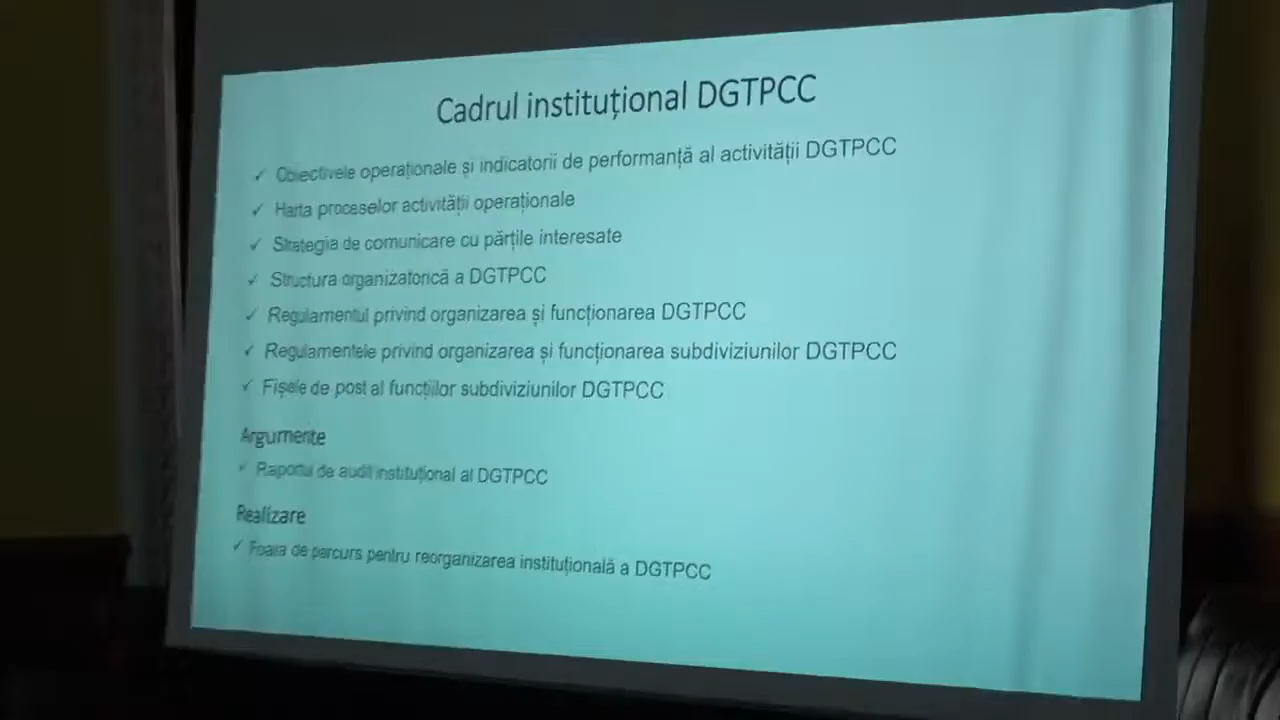 Cadrul instituțional DGTPCC
✓ Obiectivele operaționale și indicatorii de performanță al activității DGTPCC
✓ Harta proceselor activității operaționale
✓ Strategia de comunicare cu părțile interesate
✓ Structura organizatorică a DGTPCC
✓ Regulamentul privind organizarea și funcționarea DGTPCC
✓ Regulamentele privind organizarea și funcționarea subdiviziunilor DGTPCC
✓ Fișele de post al funcțiilor subdiviziunilor DGTPCC
Argumente
✓ Raportul de audit instituțional al DGTPCC
Realizare
✓ Foaia de parcurs pentru reorganizarea instituțională a DGTPCC